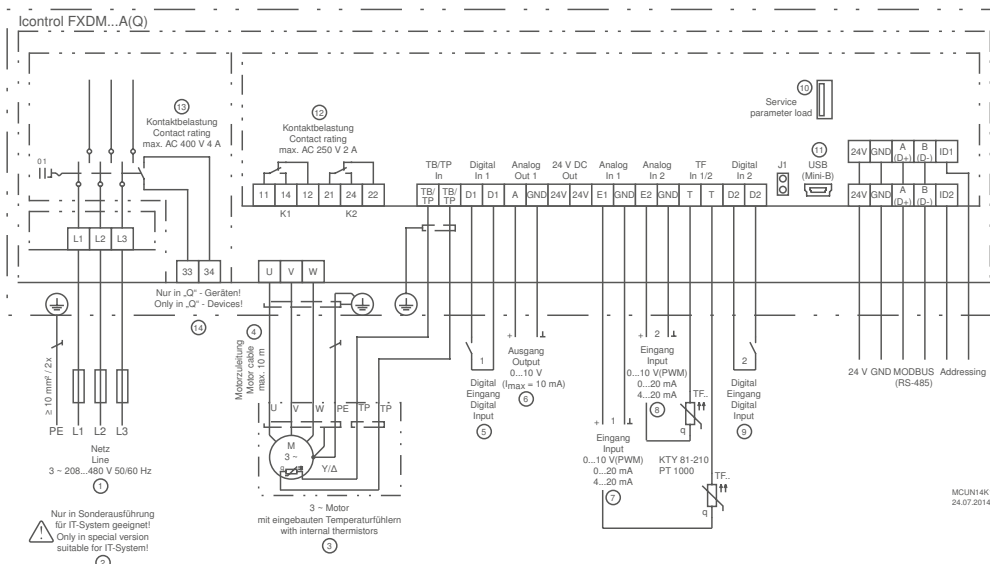 Icontrol FXDM...A(Q)
13
Kontaktbelastung
Contact rating
max. AC 400 V 4 A
0 1
L1 L2 L3
33 34
Nur in „Q“ - Geräten!
Only in „Q“ - Devices!
14
12
Kontaktbelastung
Contact rating
max. AC 250 V 2 A
11 14 12 21 24 22
K1 K2
TB/TP
In
Digital
In 1
Analog
Out 1
24 V DC
Out
Analog
In 1
Analog
In 2
TF
In 1/2
Digital
In 2
TB/
TP
TB/
TP
D1 D1 A GND 24V 24V E1 GND E2 GND T T D2 D2
10
Service
parameter load
J1
11
USB
(Mini-B)
24V GND A
(D+)
B
(D-)
ID1
24V GND A
(D+)
B
(D-)
ID2
U V W
≥ 10 mm² / 2x
PE L1 L2 L3
Netz
Line
3 ~ 208...480 V 50/60 Hz
1
Nur in Sonderausführung
für IT-System geeignet!
Only in special version
suitable for IT-System!
2
4
Motorzuleitung
Motor cable
max. 10 m
U V W PE TP TP
M
3 ~
Y/Δ
3 ~ Motor
mit eingebauten Temperaturfühlern
with internal thermistors
3
1
Digital
Eingang
Digital
Input
5
+
Ausgang
Output
0...10 V
(Imax = 10 mA)
6
+ 1
Eingang
Input
0...10 V(PWM)
0...20 mA
4...20 mA
7
+ 2
Eingang
Input
0...10 V(PWM)
0...20 mA
4...20 mA
8
TF..
q
KTY 81-210
PT 1000
TF..
q
2
Digital
Eingang
Digital
Input
9
24 V GND MODBUS Addressing
(RS-485)
MCUN14K
24.07.2014